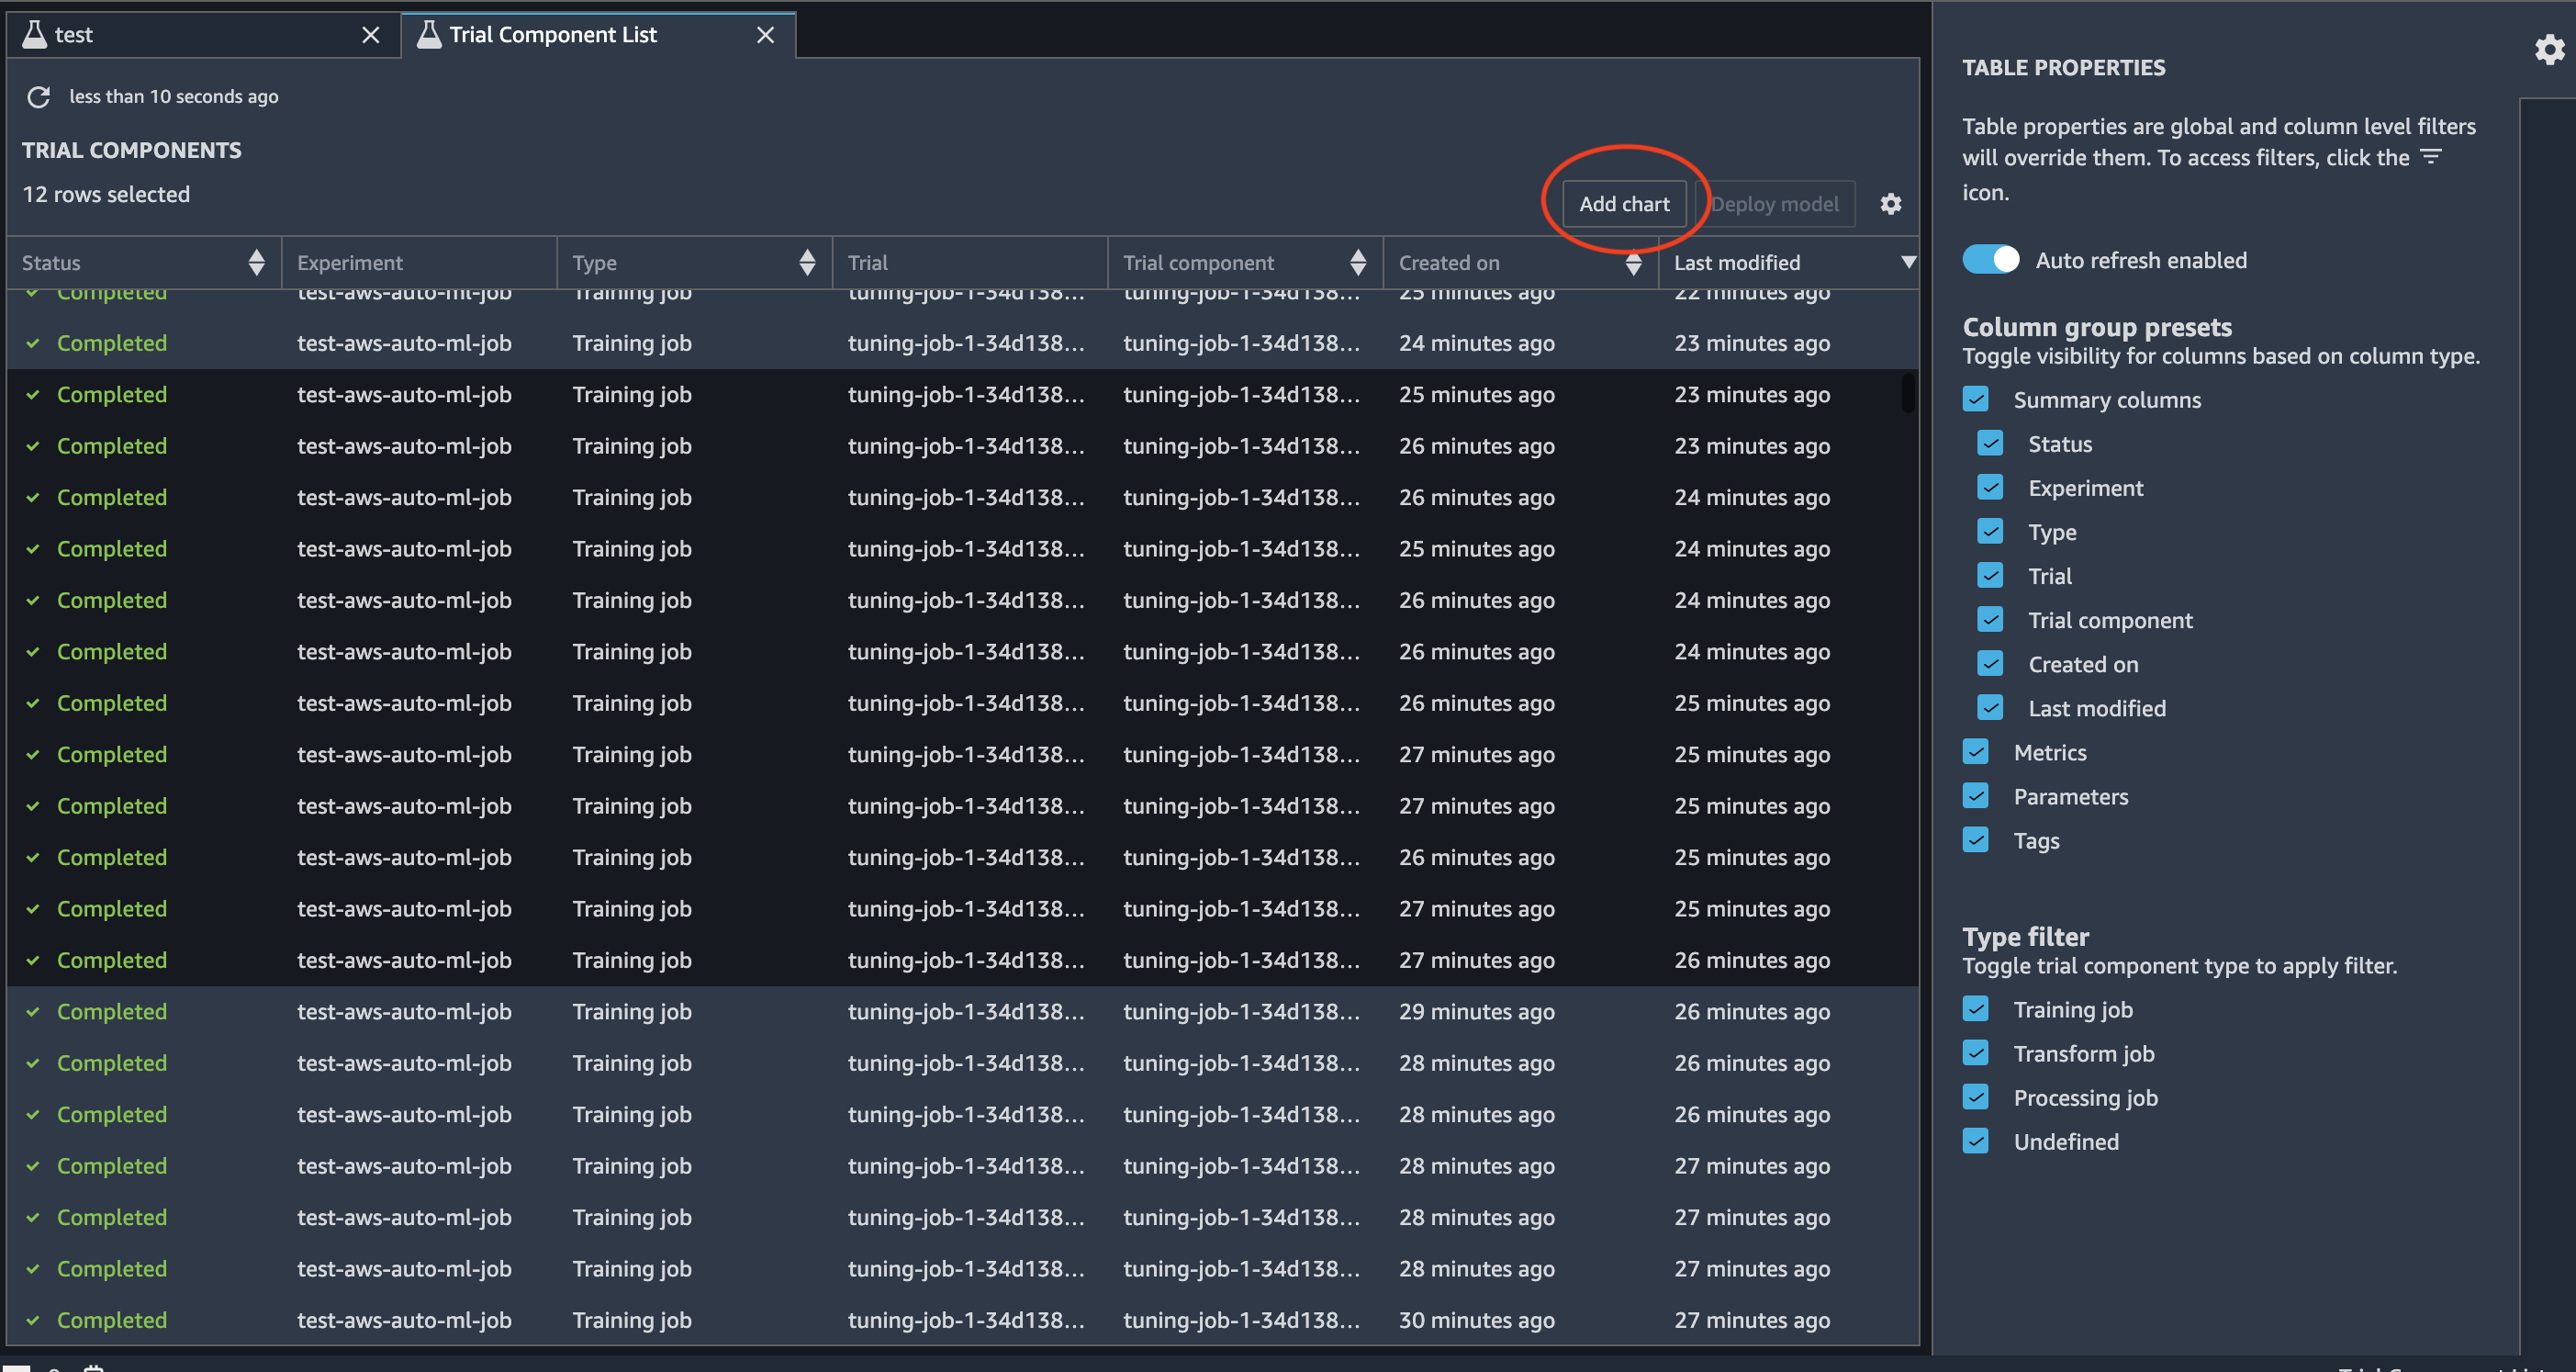 test
Trial Component List
less than 10 seconds ago
TRIAL COMPONENTS
12 rows selected
Add chart
Deploy model
Status Experiment Type Trial Trial component Created on Last modified
Completed test-aws-auto-ml-job Training job tuning-job-1-34d138... tuning-job-1-34d138... 25 minutes ago 22 minutes ago
Completed test-aws-auto-ml-job Training job tuning-job-1-34d138... tuning-job-1-34d138... 24 minutes ago 23 minutes ago
Completed test-aws-auto-ml-job Training job tuning-job-1-34d138... tuning-job-1-34d138... 25 minutes ago 23 minutes ago
Completed test-aws-auto-ml-job Training job tuning-job-1-34d138... tuning-job-1-34d138... 26 minutes ago 23 minutes ago
Completed test-aws-auto-ml-job Training job tuning-job-1-34d138... tuning-job-1-34d138... 26 minutes ago 24 minutes ago
Completed test-aws-auto-ml-job Training job tuning-job-1-34d138... tuning-job-1-34d138... 25 minutes ago 24 minutes ago
Completed test-aws-auto-ml-job Training job tuning-job-1-34d138... tuning-job-1-34d138... 26 minutes ago 24 minutes ago
Completed test-aws-auto-ml-job Training job tuning-job-1-34d138... tuning-job-1-34d138... 26 minutes ago 24 minutes ago
Completed test-aws-auto-ml-job Training job tuning-job-1-34d138... tuning-job-1-34d138... 26 minutes ago 25 minutes ago
Completed test-aws-auto-ml-job Training job tuning-job-1-34d138... tuning-job-1-34d138... 27 minutes ago 25 minutes ago
Completed test-aws-auto-ml-job Training job tuning-job-1-34d138... tuning-job-1-34d138... 27 minutes ago 25 minutes ago
Completed test-aws-auto-ml-job Training job tuning-job-1-34d138... tuning-job-1-34d138... 26 minutes ago 25 minutes ago
Completed test-aws-auto-ml-job Training job tuning-job-1-34d138... tuning-job-1-34d138... 27 minutes ago 25 minutes ago
Completed test-aws-auto-ml-job Training job tuning-job-1-34d138... tuning-job-1-34d138... 27 minutes ago 26 minutes ago
Completed test-aws-auto-ml-job Training job tuning-job-1-34d138... tuning-job-1-34d138... 29 minutes ago 26 minutes ago
Completed test-aws-auto-ml-job Training job tuning-job-1-34d138... tuning-job-1-34d138... 28 minutes ago 26 minutes ago
Completed test-aws-auto-ml-job Training job tuning-job-1-34d138... tuning-job-1-34d138... 28 minutes ago 26 minutes ago
Completed test-aws-auto-ml-job Training job tuning-job-1-34d138... tuning-job-1-34d138... 28 minutes ago 27 minutes ago
Completed test-aws-auto-ml-job Training job tuning-job-1-34d138... tuning-job-1-34d138... 28 minutes ago 27 minutes ago
Completed test-aws-auto-ml-job Training job tuning-job-1-34d138... tuning-job-1-34d138... 28 minutes ago 27 minutes ago
Completed test-aws-auto-ml-job Training job tuning-job-1-34d138... tuning-job-1-34d138... 30 minutes ago 27 minutes ago
TABLE PROPERTIES
Table properties are global and column level filters
will override them. To access filters, click the
icon.
Auto refresh enabled
Column group presets
Toggle visibility for columns based on column type.
Summary columns
Status
Experiment
Type
Trial
Trial component
Created on
Last modified
Metrics
Parameters
Tags
Type filter
Toggle trial component type to apply filter.
Training job
Transform job
Processing job
Undefined